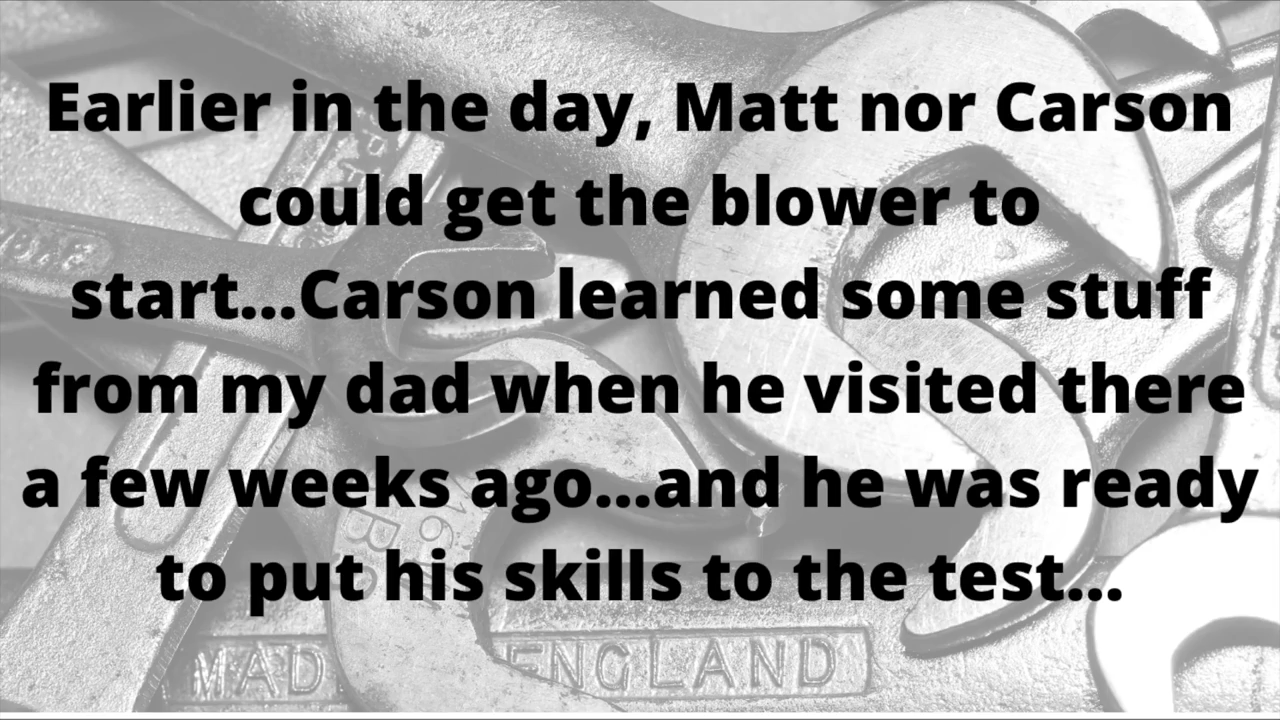 Earlier in the day, Matt nor Carson
could get the blower to
start...Carson learned some stuff
from my dad when he visited there
a few weeks ago...and he was ready
to put his skills to the test...
MAD ENGLAND